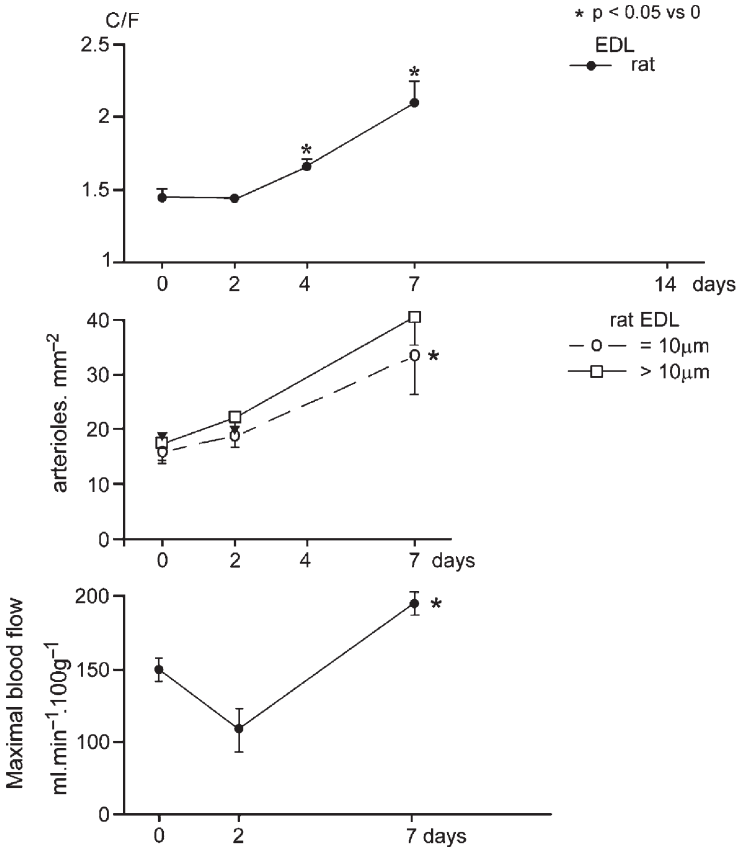 C/F
* p < 0.05 vs 0
2.5
EDL
rat
2
1.5
1
0 2 4 7 14 days
* *
arterioles. mm–2
40
30
20
10
0
0 2 4 7 days
rat EDL
= 10μm
> 10μm
*
Maximal blood flow
ml.min–1.100g–1
200
150
100
0
0 2 7 days
*